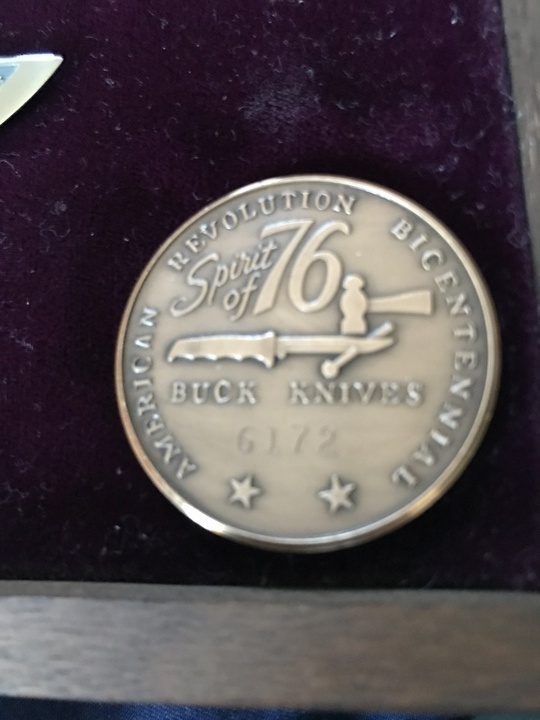 AMERICAN REVOLUTION BICENTENNIAL
Spirit
of 76
BUCK KNIVES
6172